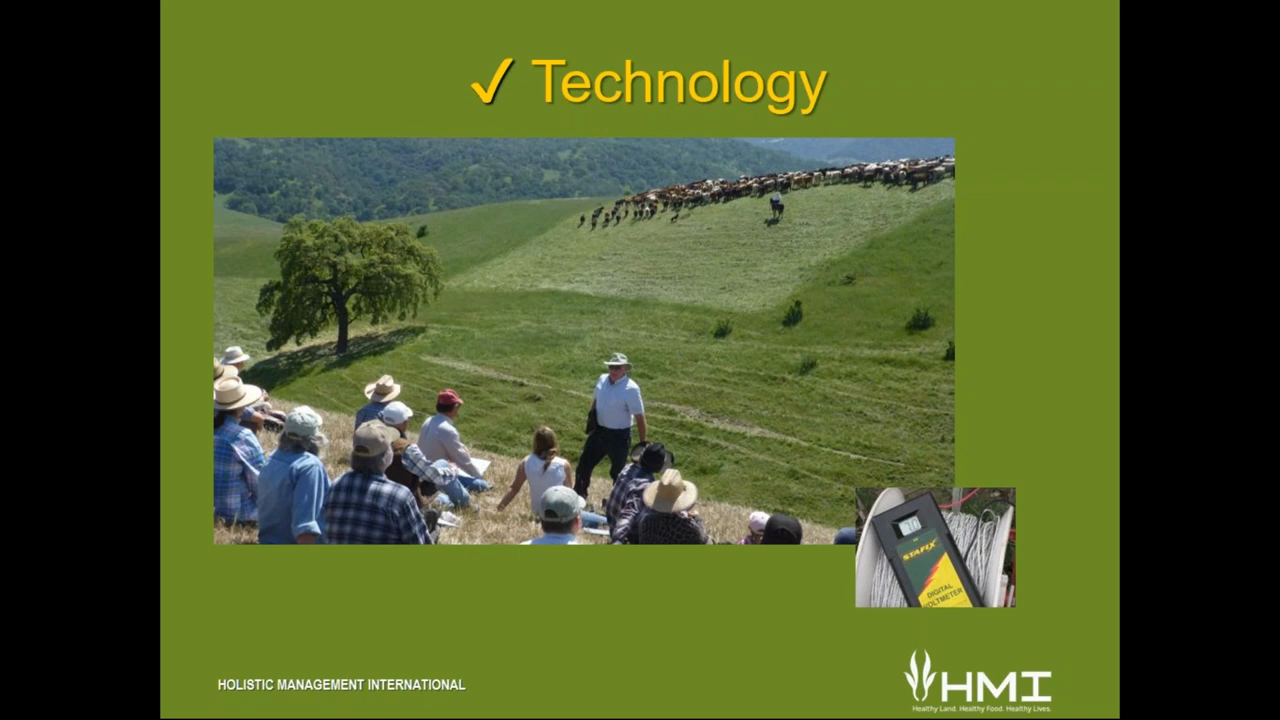 ✓ Technology
STAFIX
DIGITAL
VOLTMETER
HOLISTIC MANAGEMENT INTERNATIONAL
HMI
Healthy Land. Healthy Food. Healthy Lives.